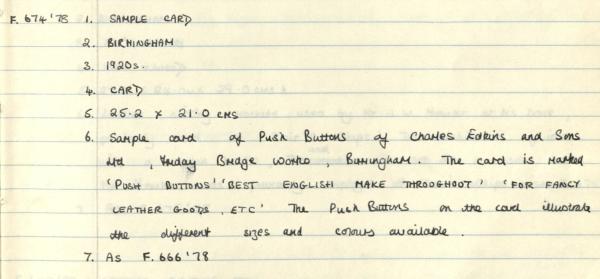 F. 674 '78 1. SAMPLE CARD
2. BIRMINGHAM
3. 1920s.
4. CARD
5. 25.2 x 21.0 cms
6. Sample card of Push Buttons of Charles Edkins and Sons
Ltd, Friday Bridge Works, Birmingham. The card is marked
'PUSH BUTTONS' 'BEST ENGLISH MAKE THROUGHOUT' 'FOR FANCY
LEATHER GOODS, ETC' The Push Buttons on the card illustrate
the different sizes and colours available.
7. As F. 666 '78